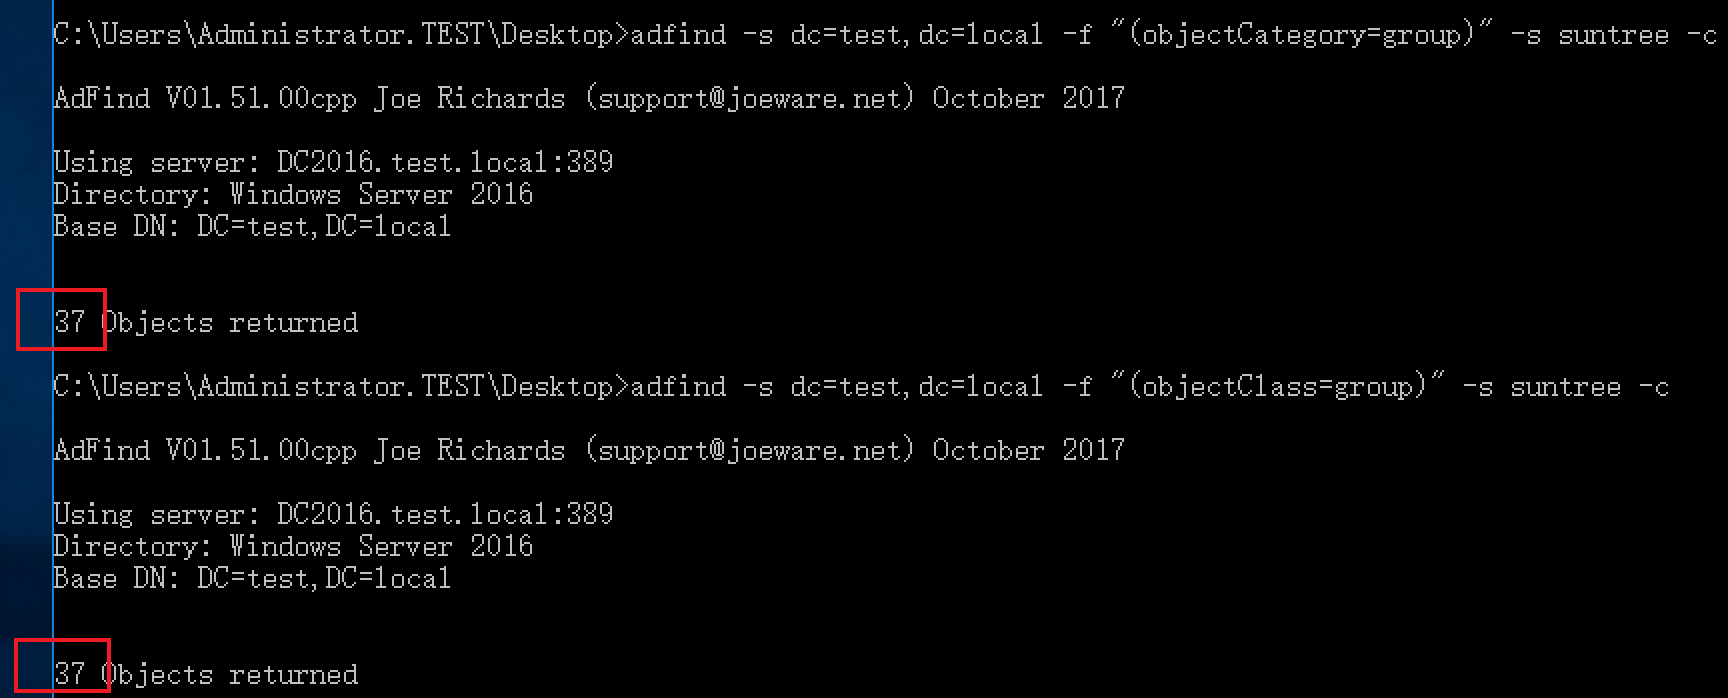 C:\Users\Administrator.TEST\Desktop>adfind -s dc=test,dc=local -f "(objectCategory=group)" -s suntree -c
AdFind V01.51.00cpp Joe Richards (support@joeware.net) October 2017
Using server: DC2016.test.local:389
Directory: Windows Server 2016
Base DN: DC=test,DC=local
37 Objects returned
C:\Users\Administrator.TEST\Desktop>adfind -s dc=test,dc=local -f "(objectClass=group)" -s suntree -c
AdFind V01.51.00cpp Joe Richards (support@joeware.net) October 2017
Using server: DC2016.test.local:389
Directory: Windows Server 2016
Base DN: DC=test,DC=local
37 Objects returned